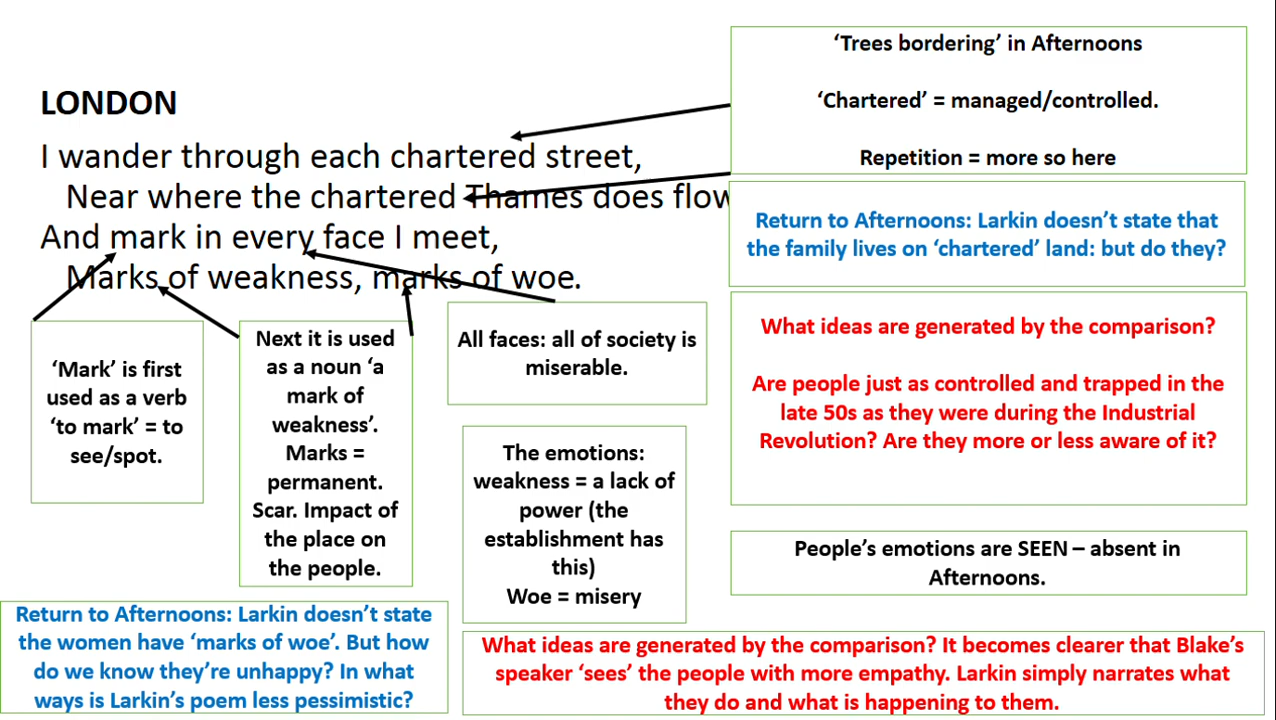 LONDON
I wander through each chartered street,
Near where the chartered Thames does flow
And mark in every face I meet,
Marks of weakness, marks of woe.
‘Trees bordering’ in Afternoons
‘Chartered’ = managed/controlled.
Repetition = more so here
Return to Afternoons: Larkin doesn’t state that
the family lives on ‘chartered’ land: but do they?
What ideas are generated by the comparison?
Are people just as controlled and trapped in the
late 50s as they were during the Industrial
Revolution? Are they more or less aware of it?
People’s emotions are SEEN – absent in
Afternoons.
‘Mark’ is first
used as a verb
‘to mark’ = to
see/spot.
Next it is used
as a noun ‘a
mark of
weakness’.
Marks =
permanent.
Scar. Impact of
the place on
the people.
All faces: all of society is
miserable.
The emotions:
weakness = a lack of
power (the
establishment has
this)
Woe = misery
Return to Afternoons: Larkin doesn’t state
the women have ‘marks of woe’. But how
do we know they’re unhappy? In what
ways is Larkin’s poem less pessimistic?
What ideas are generated by the comparison? It becomes clearer that Blake’s
speaker ‘sees’ the people with more empathy. Larkin simply narrates what
they do and what is happening to them.